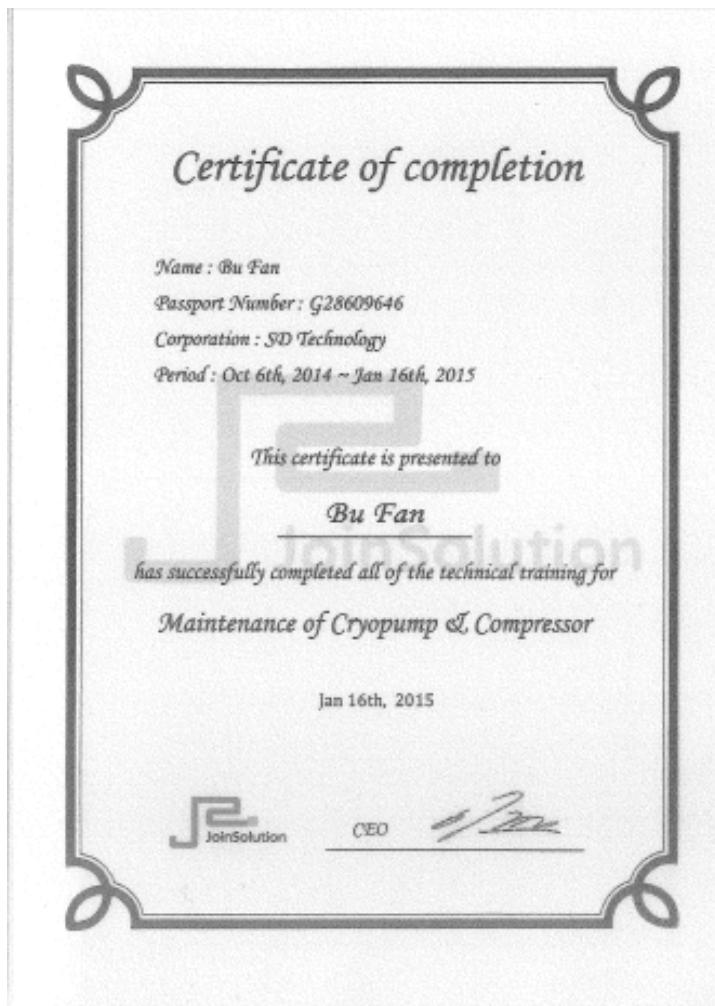 Certificate of completion
Name : Bu Fan
Passport Number : G28609646
Corporation : SD Technology
Period : Oct 6th, 2014 ~ Jan 16th, 2015
This certificate is presented to
Bu Fan
JoinSolution
has successfully completed all of the technical training for
Maintenance of Cryopump & Compressor
Jan 16th, 2015
JoinSolution
CEO